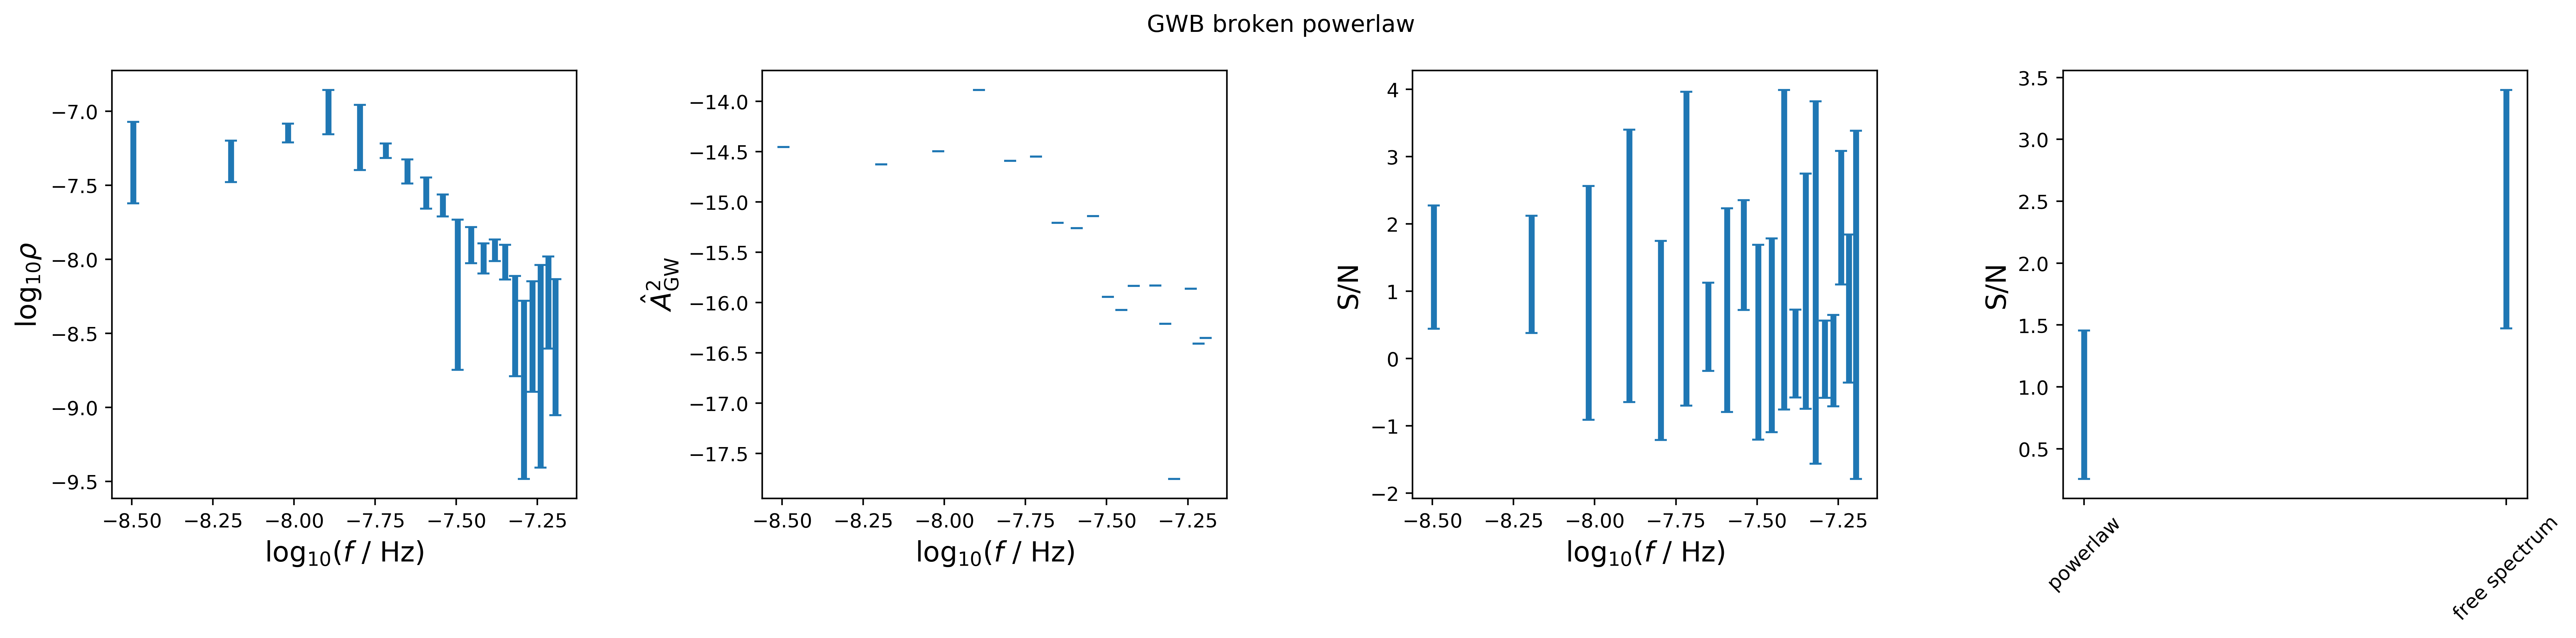 GWB broken powerlaw
log₁₀ρ
−7.0
−7.5
−8.0
−8.5
−9.0
−9.5
−8.50 −8.25 −8.00 −7.75 −7.50 −7.25
log₁₀(f / Hz)
Â²GW
−14.0
−14.5
−15.0
−15.5
−16.0
−16.5
−17.0
−17.5
−8.50 −8.25 −8.00 −7.75 −7.50 −7.25
log₁₀(f / Hz)
S/N
4
3
2
1
0
−1
−2
−8.50 −8.25 −8.00 −7.75 −7.50 −7.25
log₁₀(f / Hz)
S/N
3.5
3.0
2.5
2.0
1.5
1.0
0.5
powerlaw
free spectrum